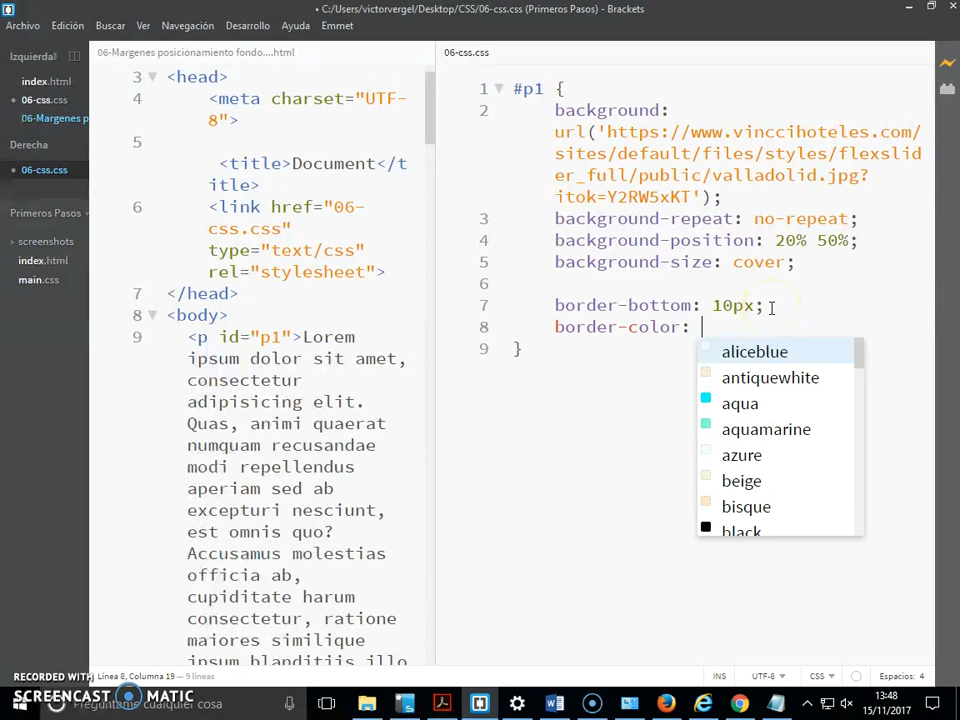 • C:/Users/victorvergel/Desktop/CSS/06-css.css (Primeros Pasos) - Brackets
Archivo Edición Buscar Ver Navegación Desarrollo Ayuda Emmet
Izquierda
index.html
06-css.css
06-Margenes p
Derecha
06-css.css
Primeros Pasos
screenshots
index.html
main.css
06-Margenes posicionamiento fondo....html
3 <head>
4 <meta charset="UTF-
8">
5
<title>Document</t
itle>
6 <link href="06-
css.css"
type="text/css"
rel="stylesheet">
7 </head>
8 <body>
9 <p id="p1">Lorem
ipsum dolor sit amet,
consectetur
adipisicing elit.
Quas, animi quaerat
numquam recusandae
modi repellendus
aperiam sed ab
excepturi nesciunt,
est omnis quo?
Accusamus molestias
officia ab,
cupiditate harum
consectetur, ratione
maiores similique
ipsum blanditiis illo
06-css.css
1 #p1 {
2 background:
url('https://www.vinccihoteles.com/
sites/default/files/styles/flexslid
er_full/public/valladolid.jpg?
itok=Y2RW5xKT');
3 background-repeat: no-repeat;
4 background-position: 20% 50%;
5 background-size: cover;
6
7 border-bottom: 10px;
8 border-color:
9 }
aliceblue
antiquewhite
aqua
aquamarine
azure
beige
bisque
black
Línea 8, Columna 19 — 9 líneas
INS UTF-8 CSS Espacios: 4
RECORDED WITH
SCREENCAST MATIC
Pregúntame cualquier cosa
13:48
15/11/2017